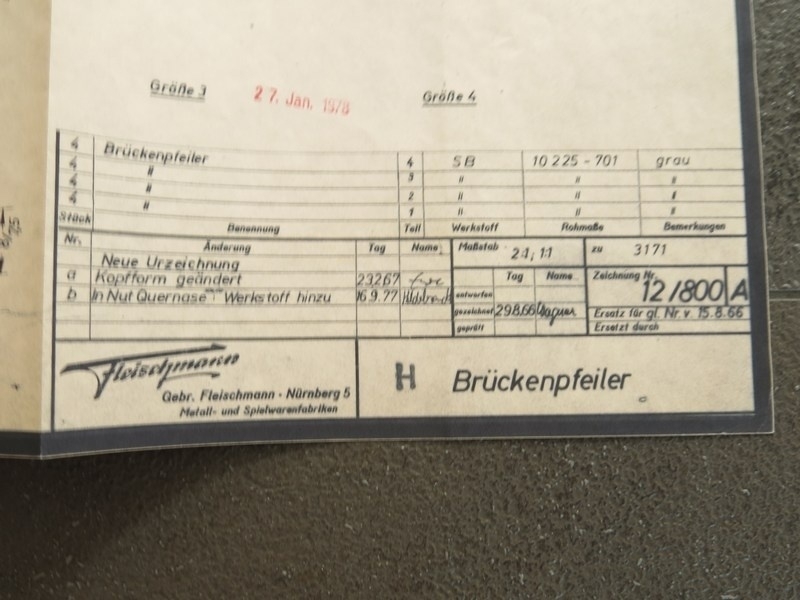 Größe 3
27. Jan. 1978
Größe 4
4 Brückenpfeiler 4 SB 10 225 - 701 grau
4 " 3 " " "
4 " 2 " " "
4 " 1 " " "
Stück Benennung Teil Werkstoff Rohmaße Bemerkungen
Nr. Änderung Tag Name
Neue Urzeichnung
a Kopfform geändert 23.2.67
b In Nut Quernase Werkstoff hinzu 16.9.77
Maßstab 2:1, 1:1
zu 3171
Tag Name
entworfen
gezeichnet 29.8.66 Wagner
geprüft
Zeichnung Nr.
12/800 A
Ersatz für gl. Nr. v. 15.8.66
Ersetzt durch
Fleischmann
Gebr. Fleischmann · Nürnberg 5
Metall- und Spielwarenfabriken
H Brückenpfeiler